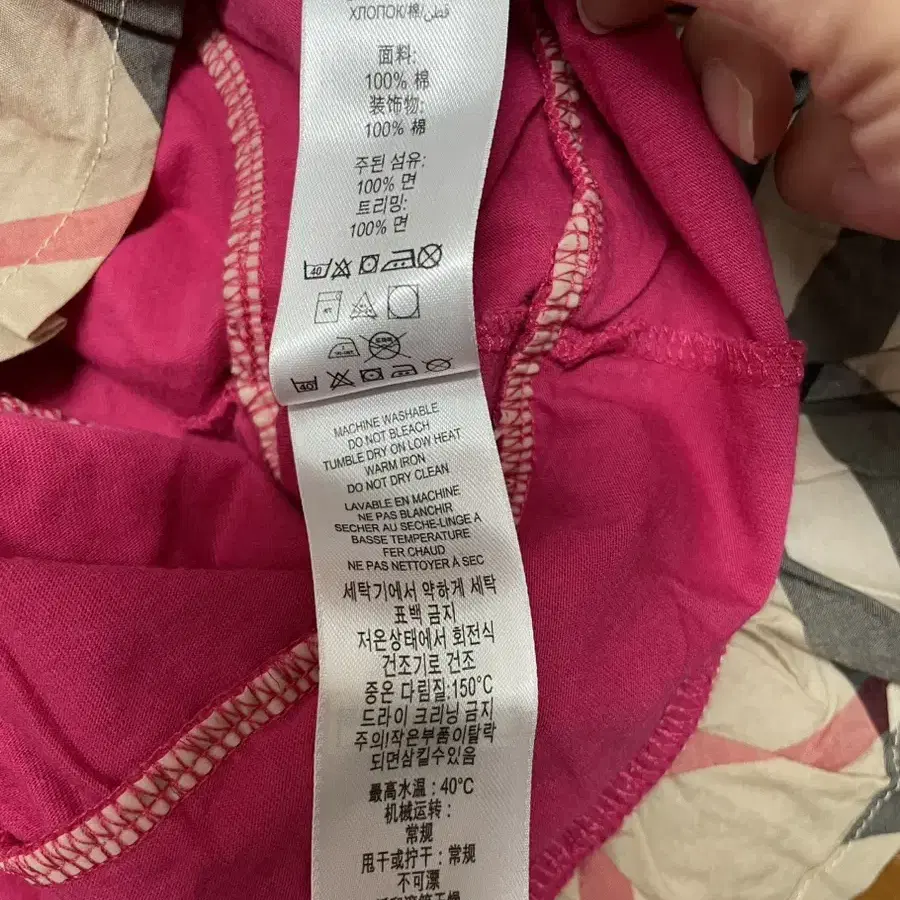 ХЛОПОК/棉/قطن
面料:
100% 棉
装饰物:
100% 棉
주된 섬유:
100% 면
트리밍:
100% 면
40
40
MACHINE WASHABLE
DO NOT BLEACH
TUMBLE DRY ON LOW HEAT
WARM IRON
DO NOT DRY CLEAN
LAVABLE EN MACHINE
NE PAS BLANCHIR
SECHER AU SECHE-LINGE A
BASSE TEMPERATURE
FER CHAUD
NE PAS NETTOYER A SEC
세탁기에서 약하게 세탁
표백 금지
저온상태에서 회전식
건조기로 건조
중온 다림질:150°C
드라이 크리닝 금지
주의!작은부품이탈락
되면삼킬수있음
最高水温：40°C
机械运转：
常规
甩干或拧干：常规
不可漂